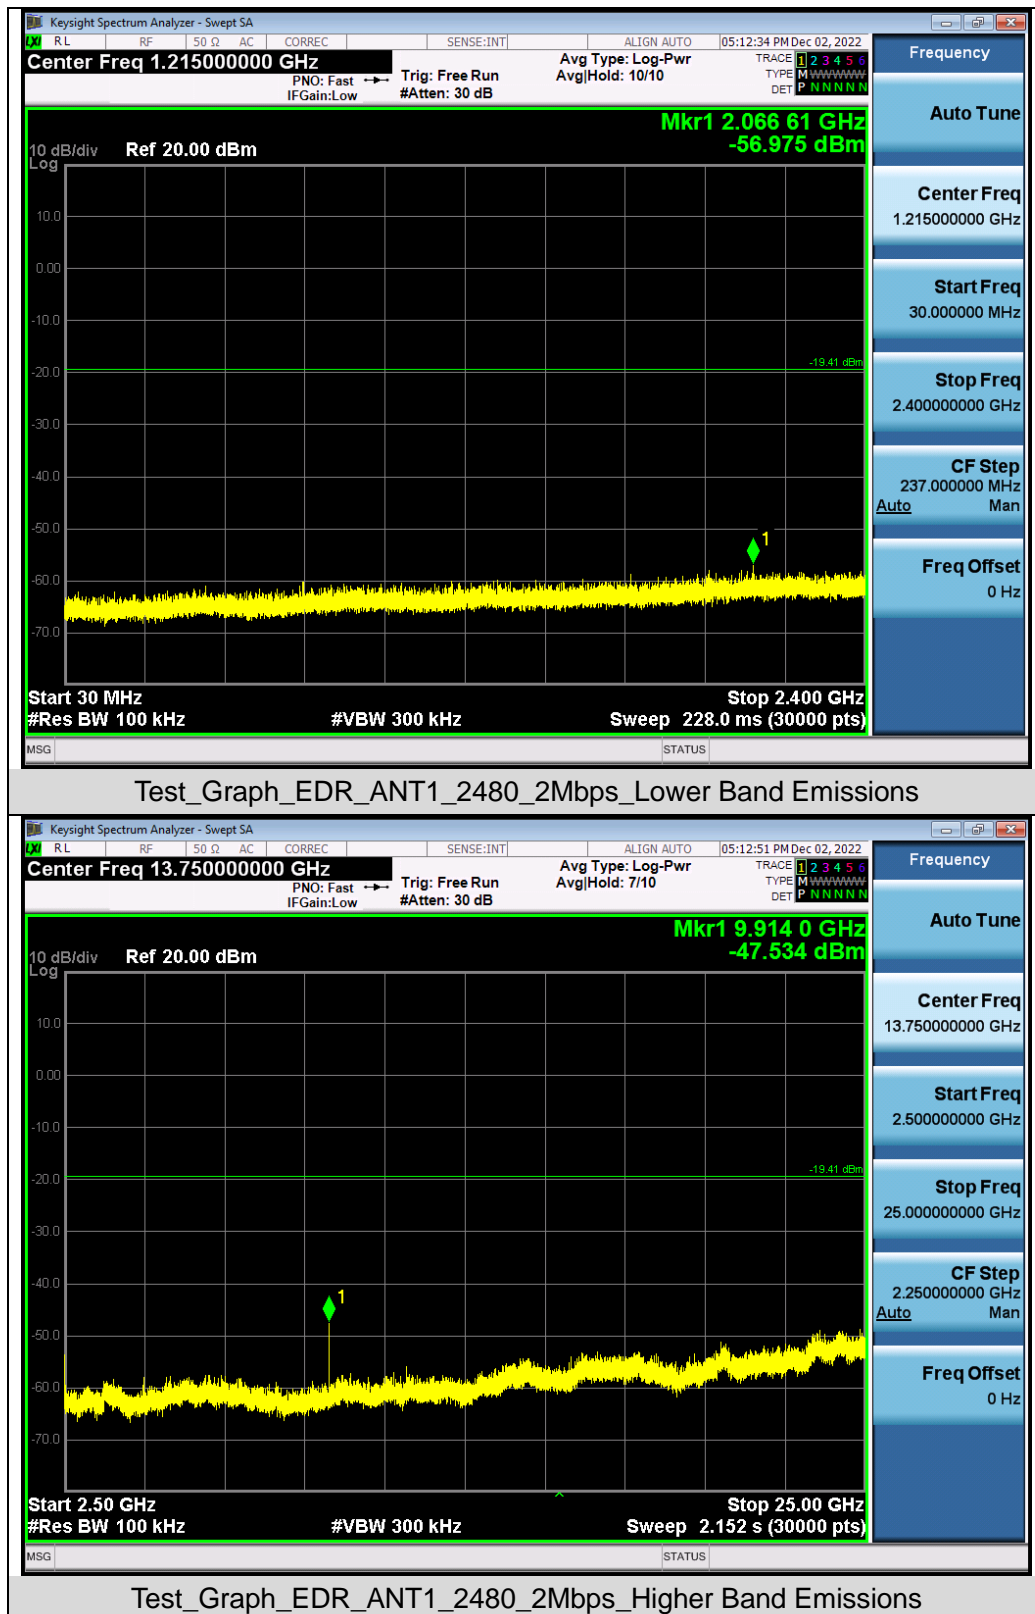 Keysight Spectrum Analyzer - Swept SA
LXI RL RF 50 Ω AC CORREC SENSE:INT ALIGN AUTO 05:12:34 PM Dec 02, 2022
Center Freq 1.215000000 GHz
PNO: Fast
IFGain:Low
Trig: Free Run
#Atten: 30 dB
Avg Type: Log-Pwr
Avg|Hold: 10/10
TRACE 1 2 3 4 5 6
TYPE M WWWWW
DET P N N N N N
Mkr1 2.066 61 GHz
-56.975 dBm
10 dB/div Ref 20.00 dBm
Log
10.0
0.00
-10.0
-19.41 dBm
-20.0
-30.0
-40.0
-50.0
1
-60.0
-70.0
Start 30 MHz Stop 2.400 GHz
#Res BW 100 kHz #VBW 300 kHz Sweep 228.0 ms (30000 pts)
MSG STATUS
Frequency
Auto Tune
Center Freq
1.215000000 GHz
Start Freq
30.000000 MHz
Stop Freq
2.400000000 GHz
CF Step
237.000000 MHz
Auto Man
Freq Offset
0 Hz
Test_Graph_EDR_ANT1_2480_2Mbps_Lower Band Emissions
Keysight Spectrum Analyzer - Swept SA
LXI RL RF 50 Ω AC CORREC SENSE:INT ALIGN AUTO 05:12:51 PM Dec 02, 2022
Center Freq 13.750000000 GHz
PNO: Fast
IFGain:Low
Trig: Free Run
#Atten: 30 dB
Avg Type: Log-Pwr
Avg|Hold: 7/10
TRACE 1 2 3 4 5 6
TYPE M WWWWW
DET P N N N N N
Mkr1 9.914 0 GHz
-47.534 dBm
10 dB/div Ref 20.00 dBm
Log
10.0
0.00
-10.0
-19.41 dBm
-20.0
-30.0
-40.0
1
-50.0
-60.0
-70.0
Start 2.50 GHz Stop 25.00 GHz
#Res BW 100 kHz #VBW 300 kHz Sweep 2.152 s (30000 pts)
MSG STATUS
Frequency
Auto Tune
Center Freq
13.750000000 GHz
Start Freq
2.500000000 GHz
Stop Freq
25.000000000 GHz
CF Step
2.250000000 GHz
Auto Man
Freq Offset
0 Hz
Test_Graph_EDR_ANT1_2480_2Mbps_Higher Band Emissions